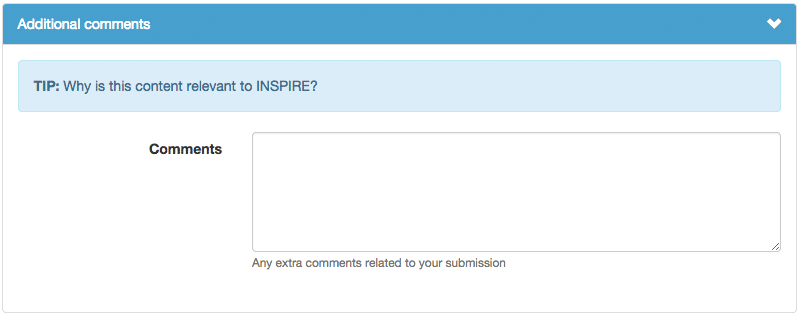 Additional comments
TIP: Why is this content relevant to INSPIRE?
Comments
Any extra comments related to your submission